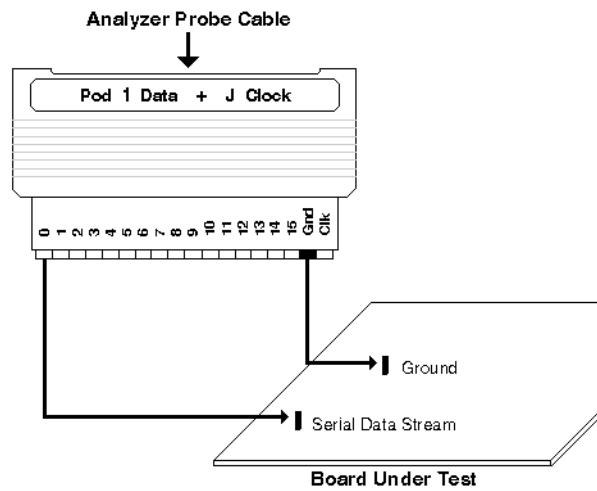 Analyzer Probe Cable
Pod 1 Data + J Clock
0 1 2 3 4 5 6 7 8 9 10 11 12 13 14 15 Gnd Clk
Ground
Serial Data Stream
Board Under Test